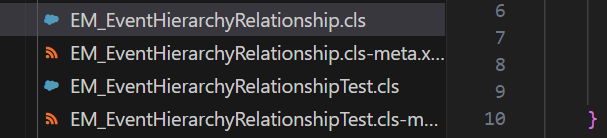 EM_EventHierarchyRelationship.cls
EM_EventHierarchyRelationship.cls-meta.x...
EM_EventHierarchyRelationshipTest.cls
EM_EventHierarchyRelationshipTest.cls-m...
6
7
8
9
10 }